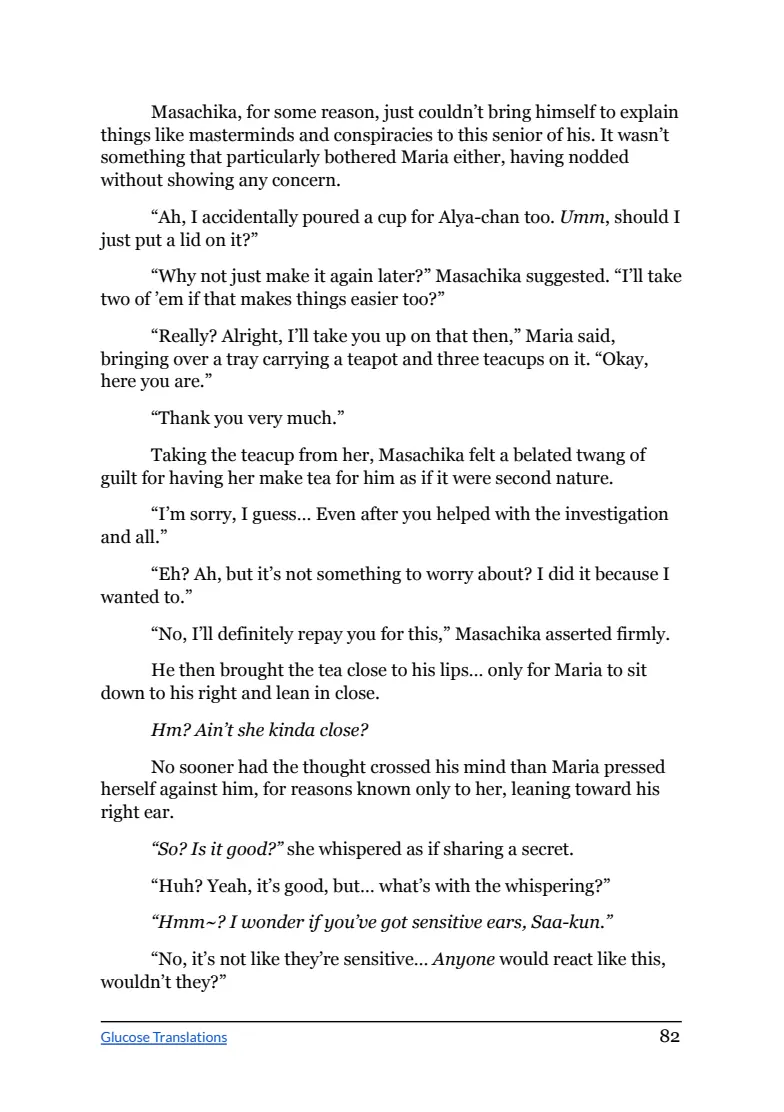 Masachika, for some reason, just couldn’t bring himself to explain
things like masterminds and conspiracies to this senior of his. It wasn’t
something that particularly bothered Maria either, having nodded
without showing any concern.
“Ah, I accidentally poured a cup for Alya-chan too. Umm, should I
just put a lid on it?”
“Why not just make it again later?” Masachika suggested. “I’ll take
two of ’em if that makes things easier too?”
“Really? Alright, I’ll take you up on that then,” Maria said,
bringing over a tray carrying a teapot and three teacups on it. “Okay,
here you are.”
“Thank you very much.”
Taking the teacup from her, Masachika felt a belated twang of
guilt for having her make tea for him as if it were second nature.
“I’m sorry, I guess… Even after you helped with the investigation
and all.”
“Eh? Ah, but it’s not something to worry about? I did it because I
wanted to.”
“No, I’ll definitely repay you for this,” Masachika asserted firmly.
He then brought the tea close to his lips… only for Maria to sit
down to his right and lean in close.
Hm? Ain’t she kinda close?
No sooner had the thought crossed his mind than Maria pressed
herself against him, for reasons known only to her, leaning toward his
right ear.
“So? Is it good?” she whispered as if sharing a secret.
“Huh? Yeah, it’s good, but… what’s with the whispering?”
“Hmm~? I wonder if you’ve got sensitive ears, Saa-kun.”
“No, it’s not like they’re sensitive… Anyone would react like this,
wouldn’t they?”
Glucose Translations 82